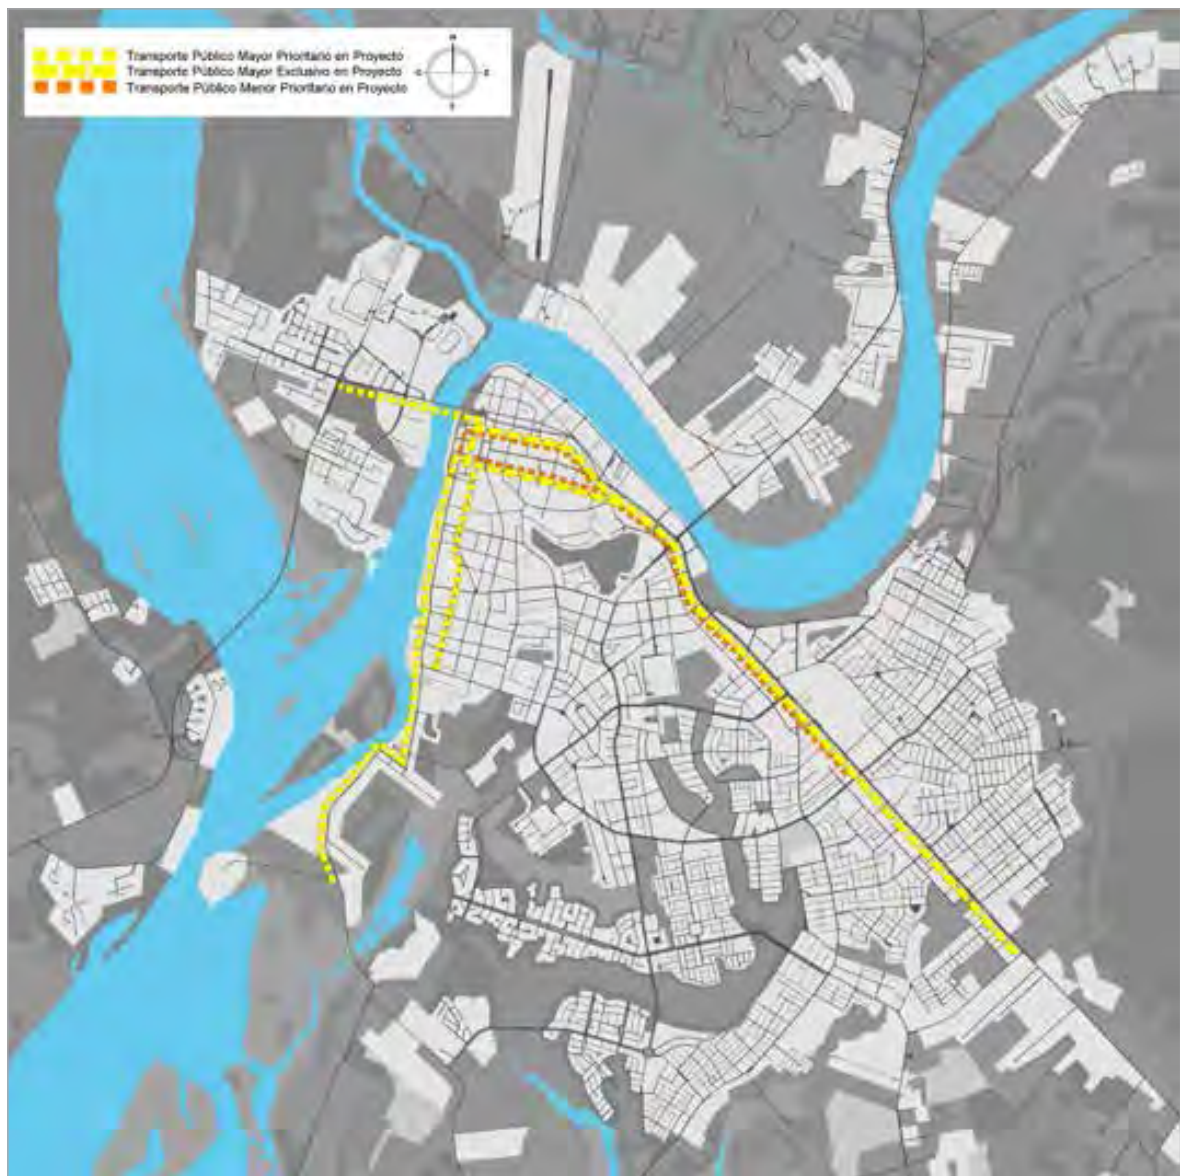 N
Transporte Público Mayor Prioritario en Proyecto
Transporte Público Mayor Exclusivo en Proyecto
Transporte Público Menor Prioritario en Proyecto